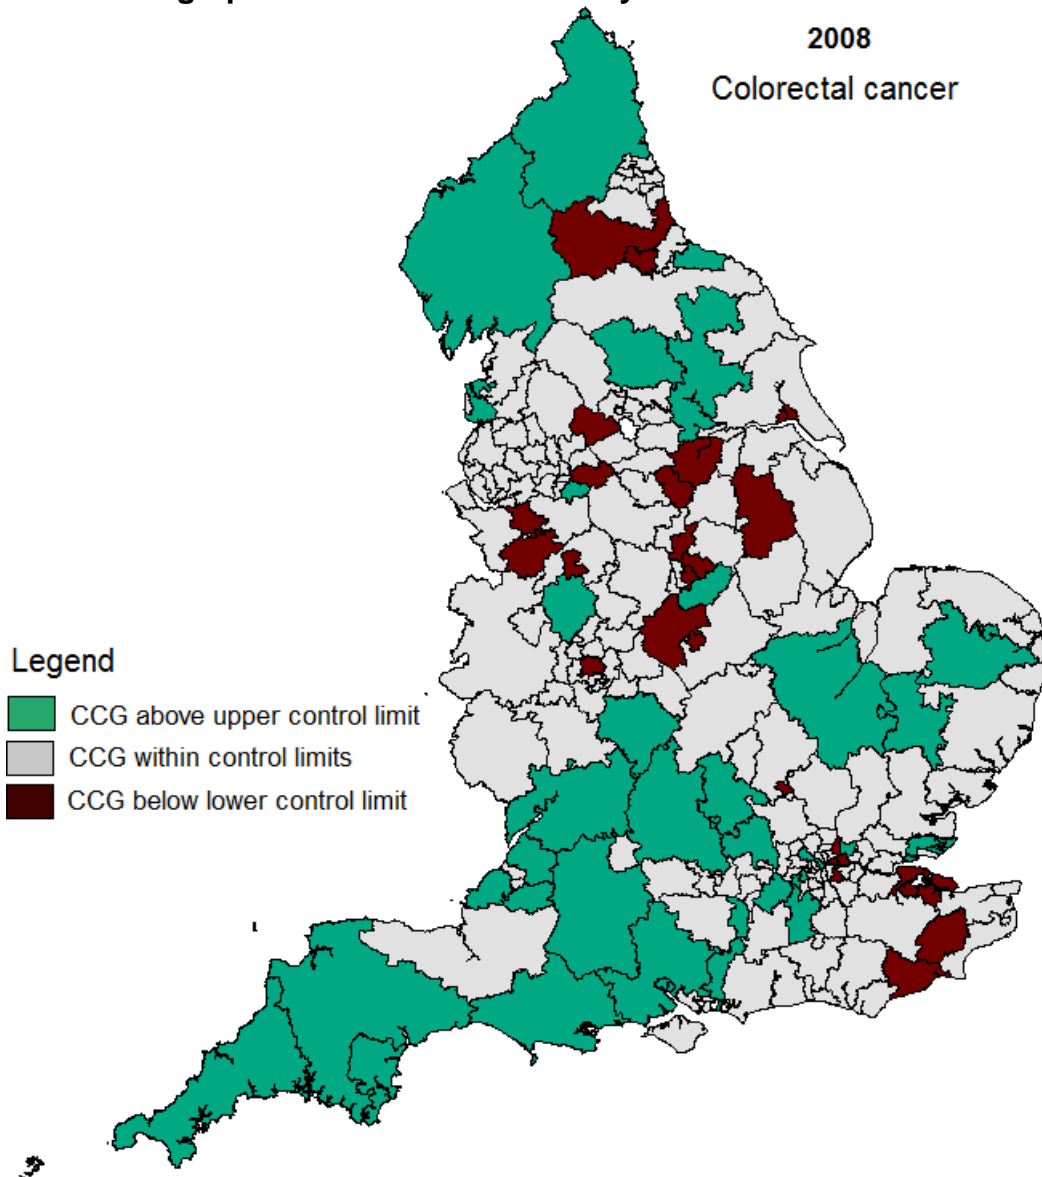 2008
Colorectal cancer
Legend
CCG above upper control limit
CCG within control limits
CCG below lower control limit